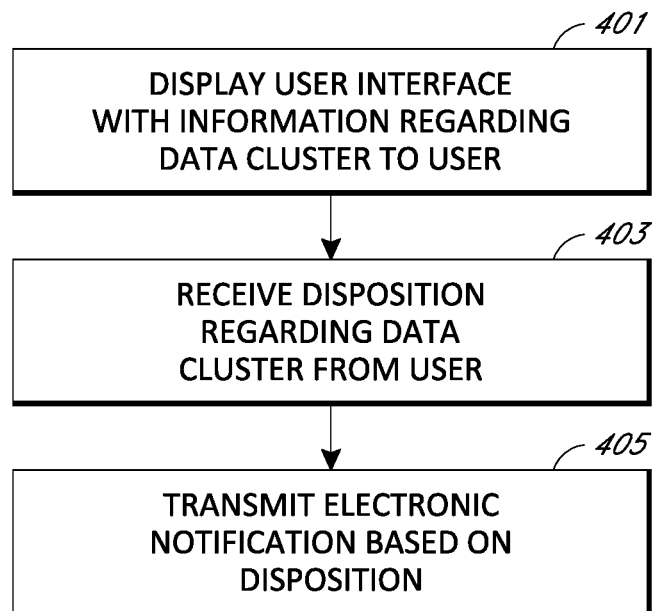 401
DISPLAY USER INTERFACE
WITH INFORMATION REGARDING
DATA CLUSTER TO USER
403
RECEIVE DISPOSITION
REGARDING DATA
CLUSTER FROM USER
405
TRANSMIT ELECTRONIC
NOTIFICATION BASED ON
DISPOSITION